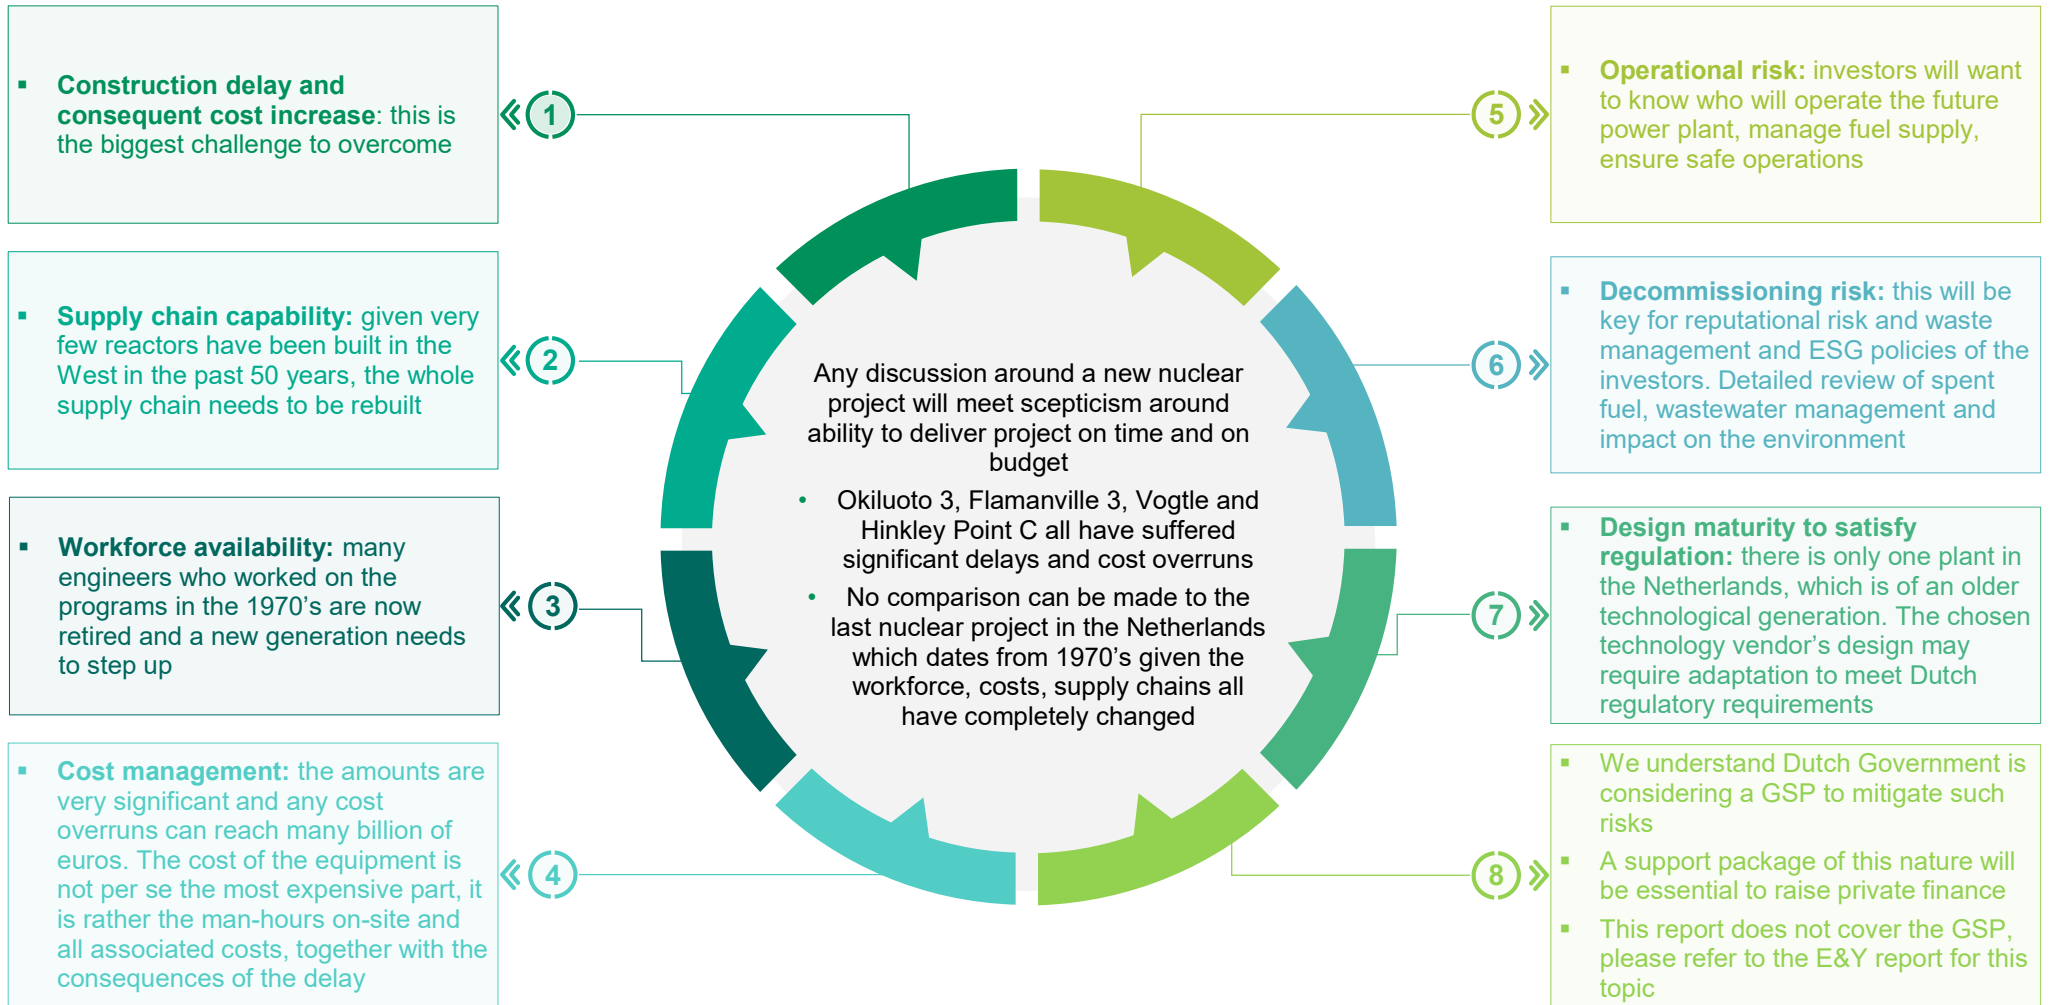 ▪ Construction delay and
consequent cost increase: this is
the biggest challenge to overcome
1
▪ Supply chain capability: given very
few reactors have been built in the
West in the past 50 years, the whole
supply chain needs to be rebuilt
2
▪ Workforce availability: many
engineers who worked on the
programs in the 1970’s are now
retired and a new generation needs
to step up
3
▪ Cost management: the amounts are
very significant and any cost
overruns can reach many billion of
euros. The cost of the equipment is
not per se the most expensive part, it
is rather the man-hours on-site and
all associated costs, together with the
consequences of the delay
4
Any discussion around a new nuclear
project will meet scepticism around
ability to deliver project on time and on
budget
• Okiluoto 3, Flamanville 3, Vogtle and
Hinkley Point C all have suffered
significant delays and cost overruns
• No comparison can be made to the
last nuclear project in the Netherlands
which dates from 1970’s given the
workforce, costs, supply chains all
have completely changed
5
▪ Operational risk: investors will want
to know who will operate the future
power plant, manage fuel supply,
ensure safe operations
6
▪ Decommissioning risk: this will be
key for reputational risk and waste
management and ESG policies of the
investors. Detailed review of spent
fuel, wastewater management and
impact on the environment
7
▪ Design maturity to satisfy
regulation: there is only one plant in
the Netherlands, which is of an older
technological generation. The chosen
technology vendor’s design may
require adaptation to meet Dutch
regulatory requirements
8
▪ We understand Dutch Government is
considering a GSP to mitigate such
risks
▪ A support package of this nature will
be essential to raise private finance
▪ This report does not cover the GSP,
please refer to the E&Y report for this
topic